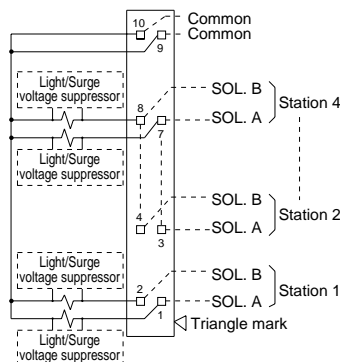 10 Common
9 Common
Light/Surge
voltage suppressor
8 SOL. B
7 SOL. A
Station 4
Light/Surge
voltage suppressor
4 SOL. B
3 SOL. A
Station 2
Light/Surge
voltage suppressor
2 SOL. B
1 SOL. A
Station 1
Triangle mark
Light/Surge
voltage suppressor